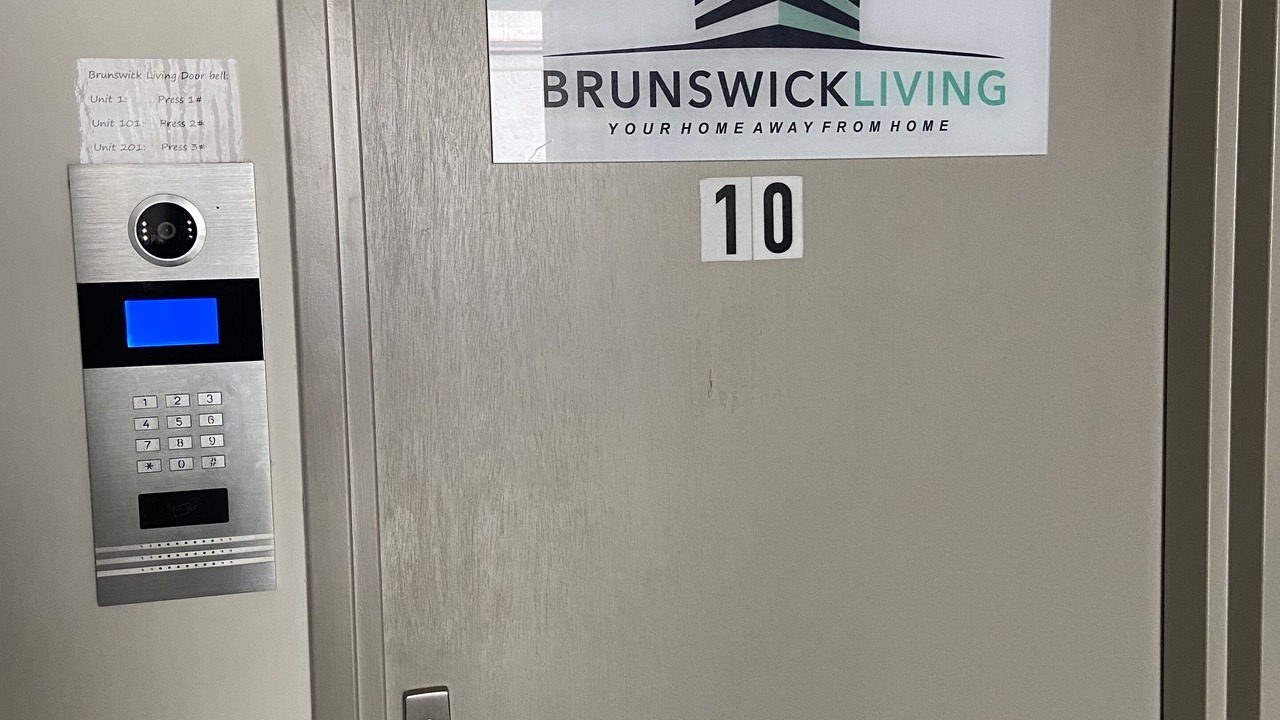 Brunswick Living Door bell:
Unit 1: Press 1#
Unit 101: Press 2#
Unit 201: Press 3#
BRUNSWICKLIVING
YOUR HOME AWAY FROM HOME
10
1 2 3
4 5 6
7 8 9
* 0 #